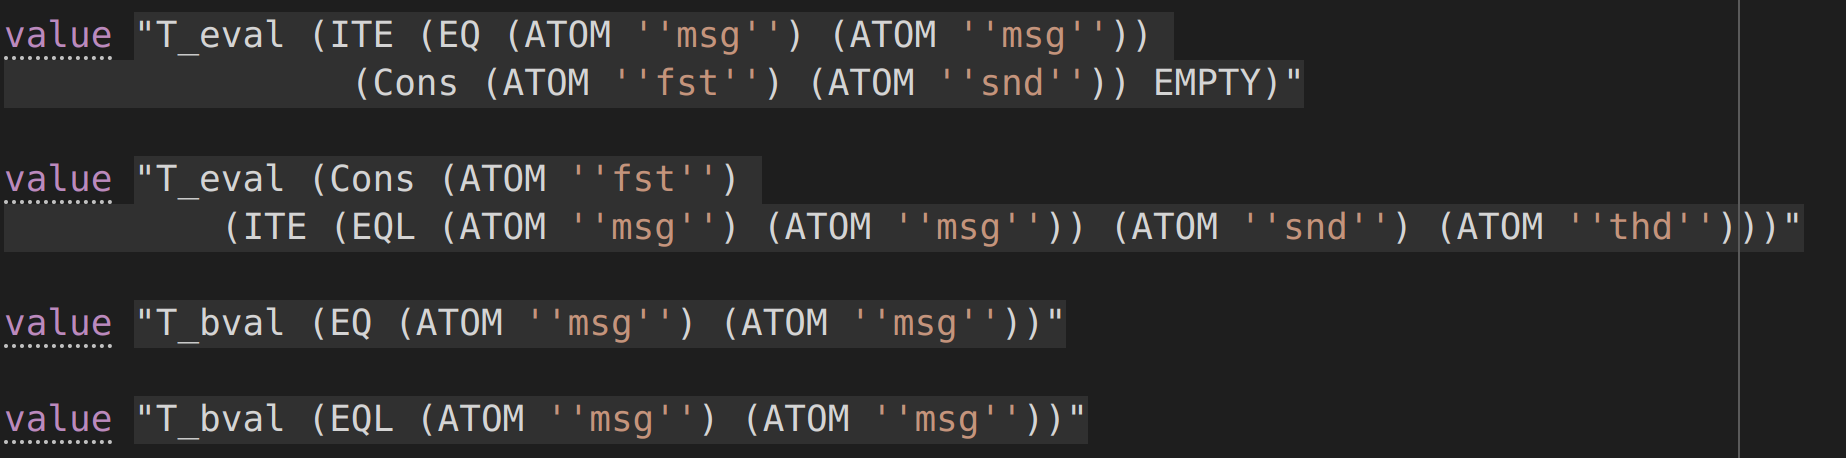 value "T_eval (ITE (EQ (ATOM ''msg'') (ATOM ''msg''))
(Cons (ATOM ''fst'') (ATOM ''snd'')) EMPTY)"
value "T_eval (Cons (ATOM ''fst'')
(ITE (EQL (ATOM ''msg'') (ATOM ''msg'')) (ATOM ''snd'') (ATOM ''thd'')))"
value "T_bval (EQ (ATOM ''msg'') (ATOM ''msg''))"
value "T_bval (EQL (ATOM ''msg'') (ATOM ''msg''))"